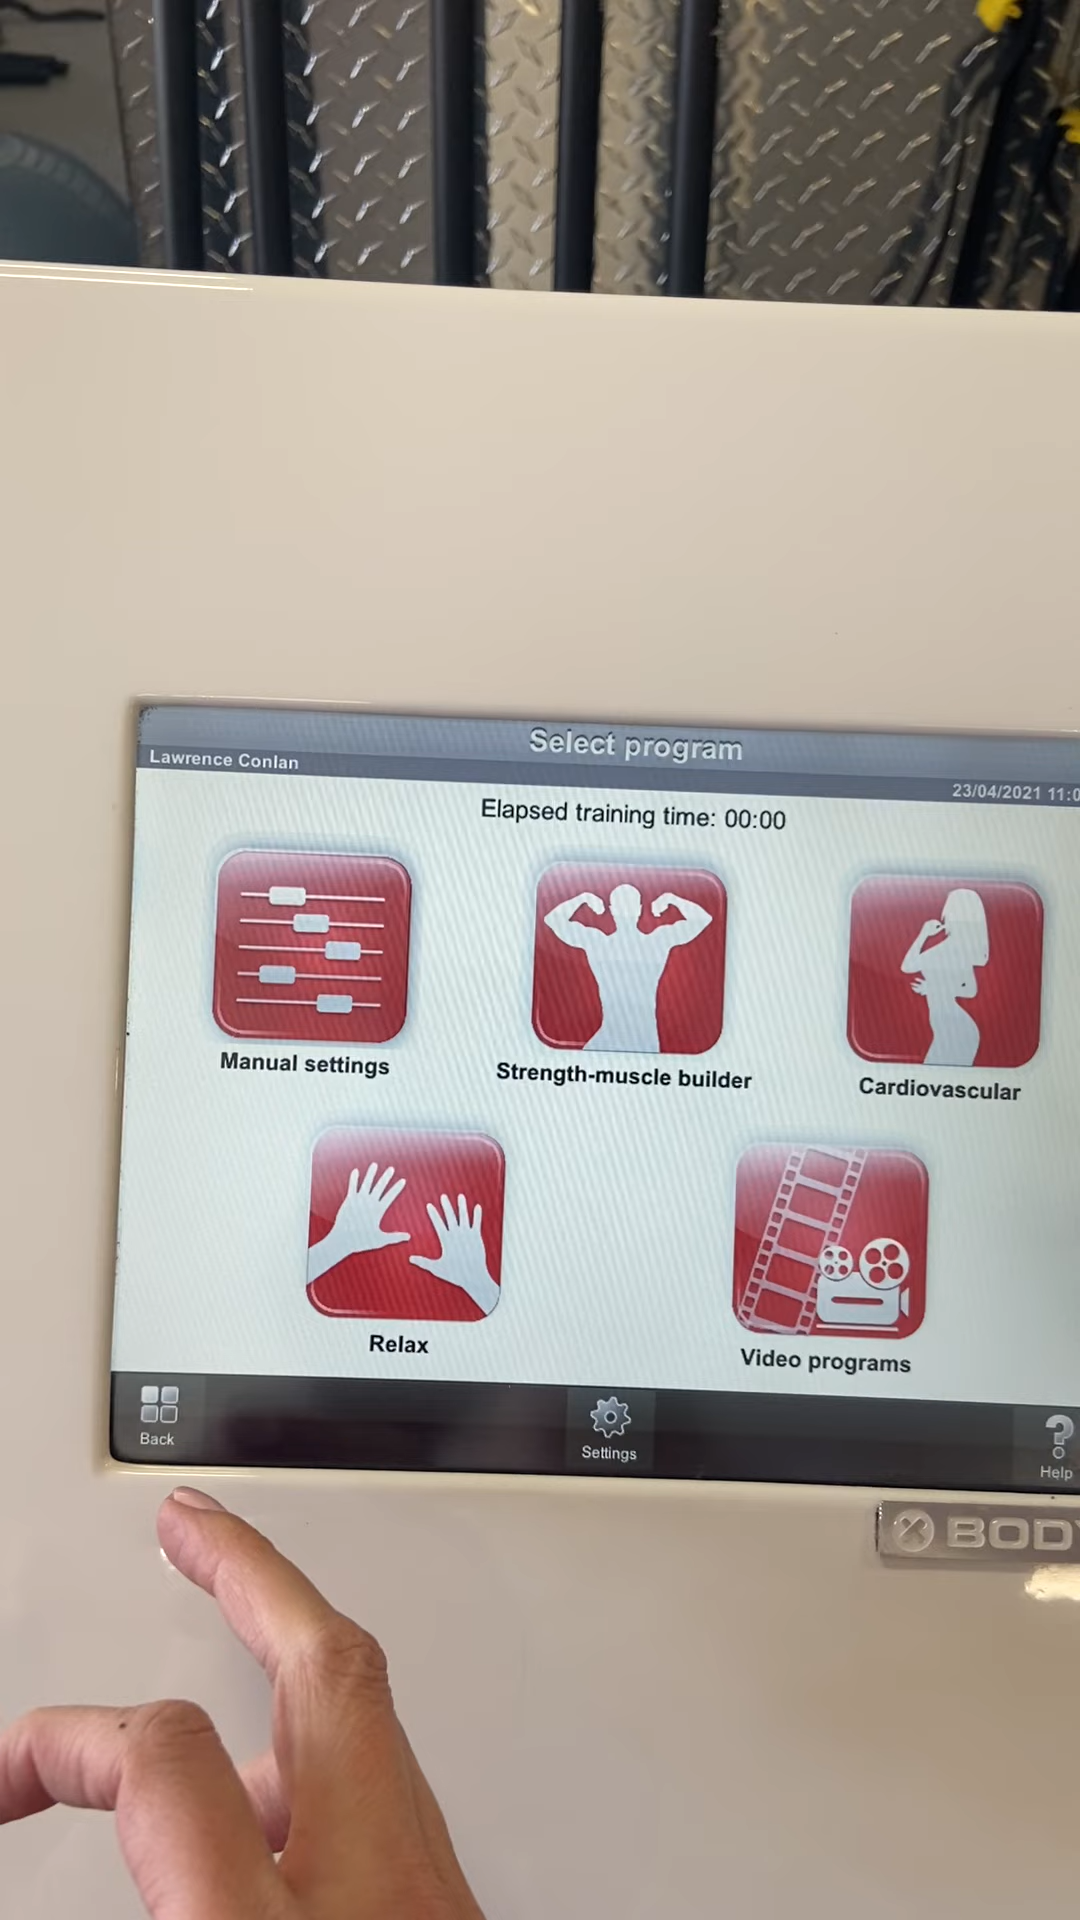 Select program
Lawrence Conlan
23/04/2021 11:0
Elapsed training time: 00:00
Manual settings
Strength-muscle builder
Cardiovascular
Relax
Video programs
Back
Settings
Help
BODY